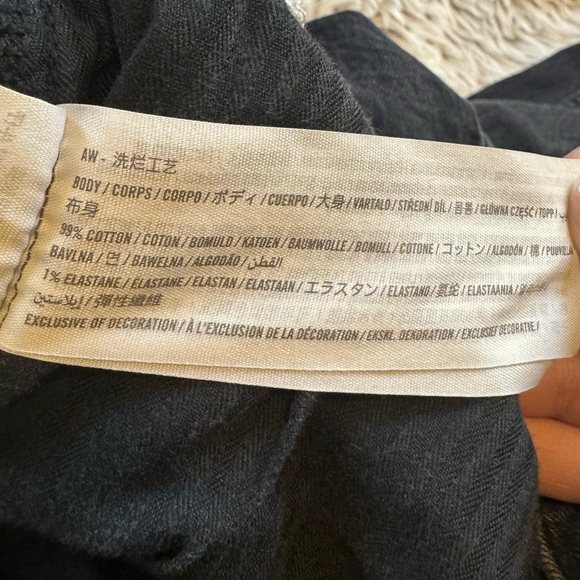 AW - 洗烂工艺
BODY / CORPS / CORPO / ボディ / CUERPO / 大身 / VARTALO / STŘEDNÍ DÍL / 몸통 / GŁÓWNA CZĘŚĆ / TOPP /
布身
99% COTTON / COTON / BOMULD / KATOEN / BAUMWOLLE / BOMULL / COTONE / コットン / ALGODÓN / 棉 / PUUVILLA
BAVLNA / 면 / BAWEŁNA / ALGODÃO / القطن /
1% ELASTANE / ÉLASTANE / ELASTAN / ELASTAAN / エラスタン / ELASTANO / 氨纶 / ELASTAANIA /
إيلاستين / 彈性纖維
EXCLUSIVE OF DECORATION / À L'EXCLUSION DE LA DÉCORATION / EKSKL. DEKORATION / EXCLUSIEF DECORATIE /